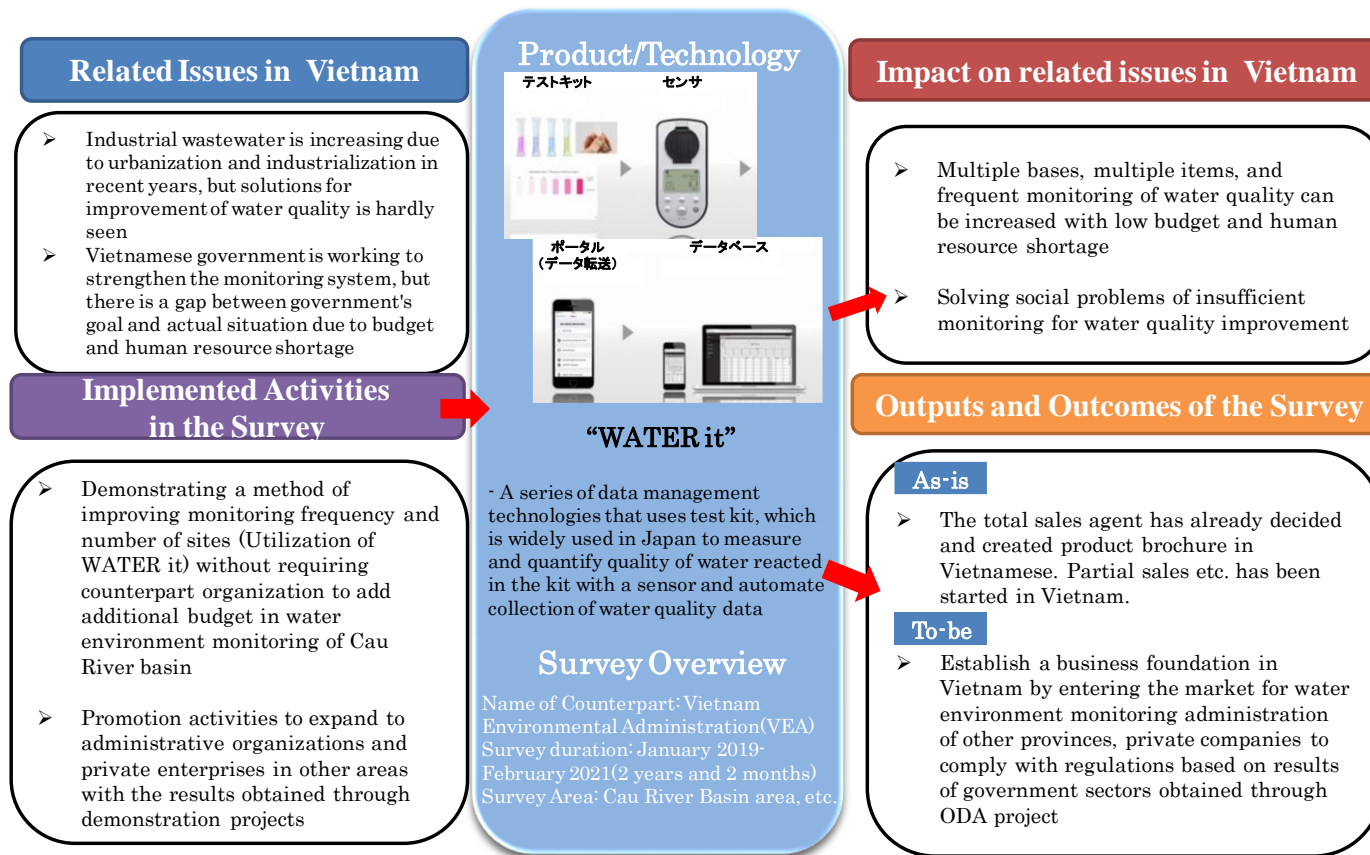 Related Issues in Vietnam
➢ Industrial wastewater is increasing due
to urbanization and industrialization in
recent years, but solutions for
improvement of water quality is hardly
seen
➢ Vietnamese government is working to
strengthen the monitoring system, but
there is a gap between government's
goal and actual situation due to budget
and human resource shortage
Implemented Activities
in the Survey
➢ Demonstrating a method of
improving monitoring frequency and
number of sites (Utilization of
WATER it) without requiring
counterpart organization to add
additional budget in water
environment monitoring of Cau
River basin
➢ Promotion activities to expand to
administrative organizations and
private enterprises in other areas
with the results obtained through
demonstration projects
Product/Technology
テストキット
センサ
ポータル
（データ転送）
データベース
“WATER it”
- A series of data management
technologies that uses test kit, which
is widely used in Japan to measure
and quantify quality of water reacted
in the kit with a sensor and automate
collection of water quality data
Survey Overview
Name of Counterpart: Vietnam
Environmental Administration(VEA)
Survey duration: January 2019-
February 2021(2 years and 2 months)
Survey Area: Cau River Basin area, etc.
Impact on related issues in Vietnam
➢ Multiple bases, multiple items, and
frequent monitoring of water quality can
be increased with low budget and human
resource shortage
➢ Solving social problems of insufficient
monitoring for water quality improvement
Outputs and Outcomes of the Survey
As-is
➢ The total sales agent has already decided
and created product brochure in
Vietnamese. Partial sales etc. has been
started in Vietnam.
To-be
➢ Establish a business foundation in
Vietnam by entering the market for water
environment monitoring administration
of other provinces, private companies to
comply with regulations based on results
of government sectors obtained through
ODA project